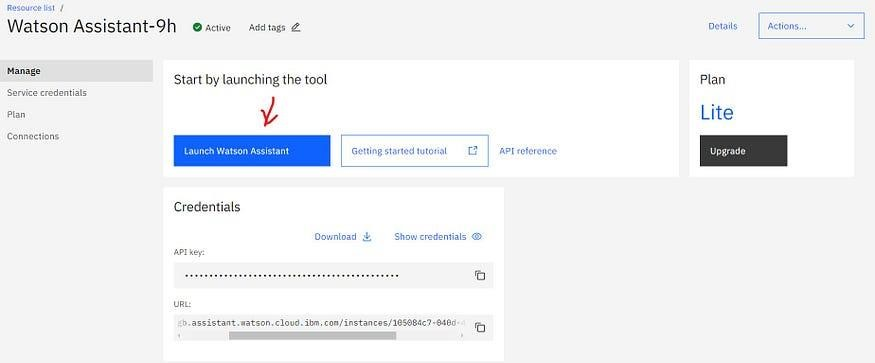 Resource list /
Watson Assistant-9h Active Add tags
Details
Actions...
Manage
Service credentials
Plan
Connections
Start by launching the tool
Launch Watson Assistant
Getting started tutorial
API reference
Plan
Lite
Upgrade
Credentials
Download
Show credentials
API key:
••••••••••••••••••••••••••••••••••••••••••••
URL:
gb.assistant.watson.cloud.ibm.com/instances/105084c7-040d-4